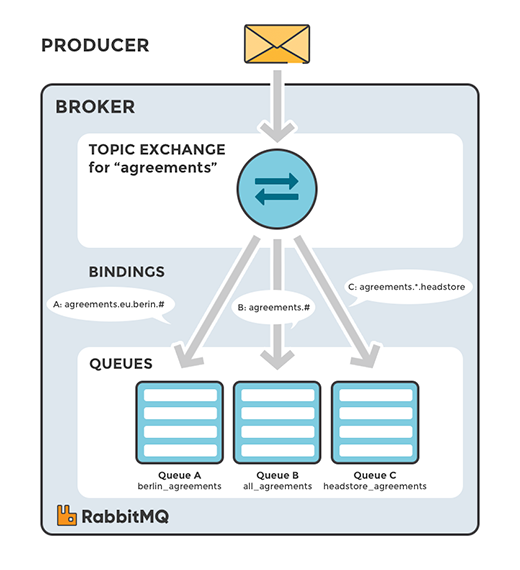 PRODUCER
BROKER
TOPIC EXCHANGE
for “agreements”
BINDINGS
A: agreements.eu.berin.#
B: agreements.#
C: agreements.*.headstore
QUEUES
Queue A
berlin_agreements
Queue B
all_agreements
Queue C
headstore_agreements
RabbitMQ